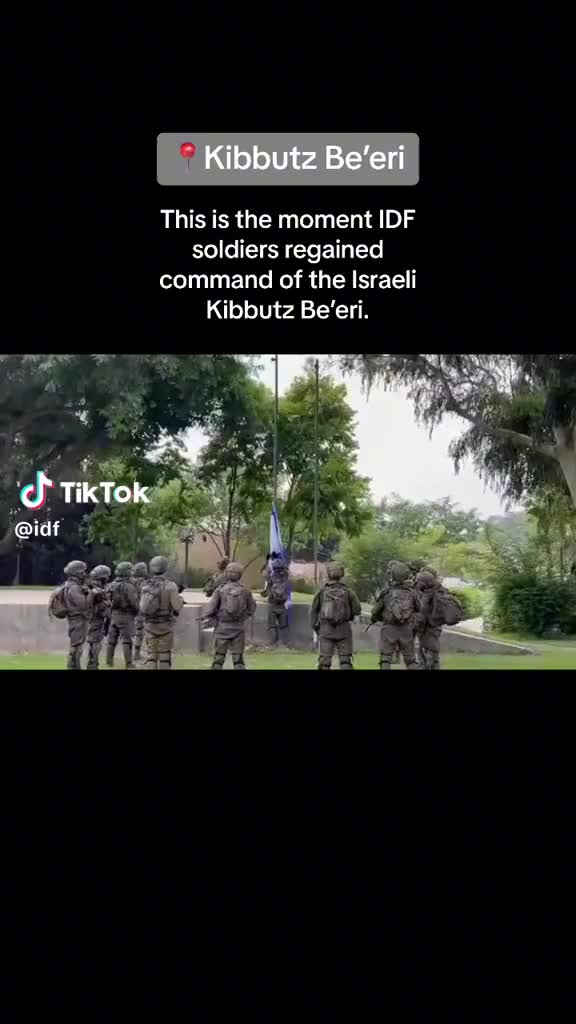 Kibbutz Be'eri
This is the moment IDF
soldiers regained
command of the Israeli
Kibbutz Be'eri.
TikTok
@idf